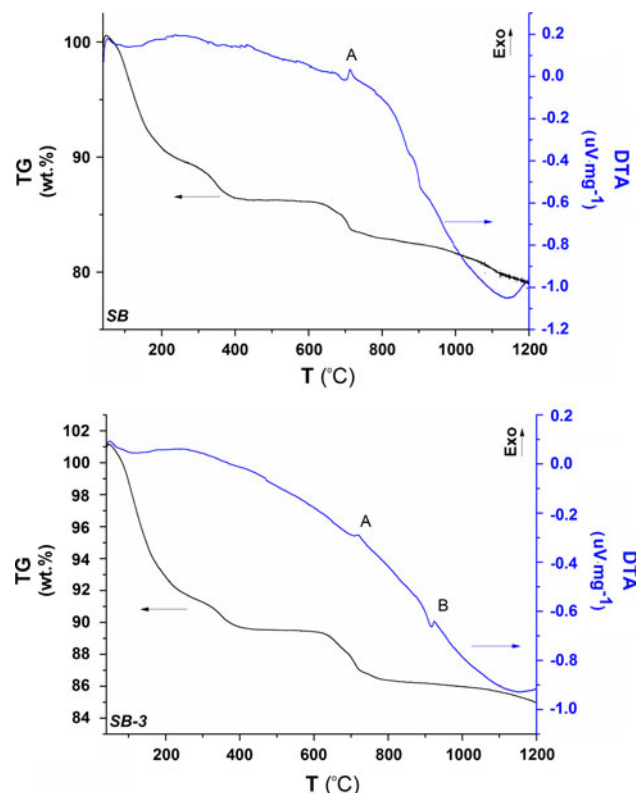 100
90
80
TG
(wt.%)
A
Exo
0.2
0.0
-0.2
-0.4
-0.6
-0.8
-1.0
-1.2
DTA
(uV·mg⁻¹)
SB
200 400 600 800 1000 1200
T (°C)
102
100
98
96
94
92
90
88
86
84
TG
(wt.%)
A
B
Exo
0.2
0.0
-0.2
-0.4
-0.6
-0.8
-0.9
-1.0
DTA
(uV·mg⁻¹)
SB-3
200 400 600 800 1000 1200
T (°C)